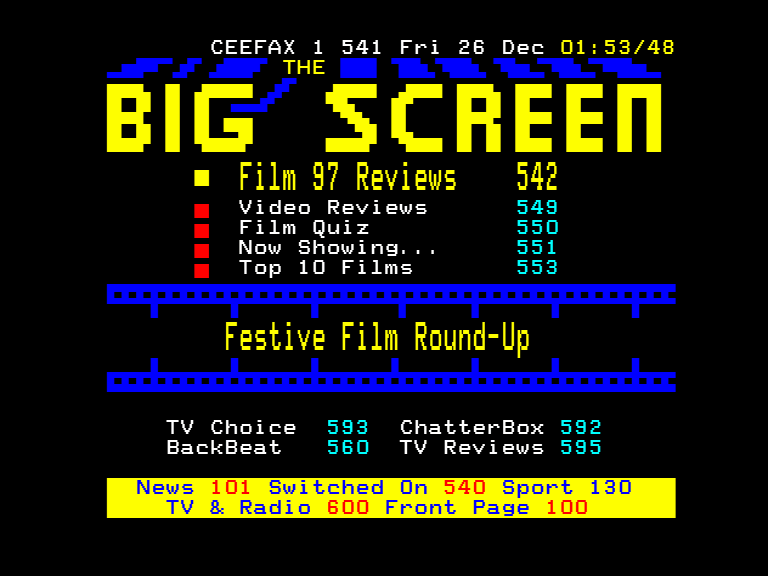 CEEFAX 1 541 Fri 26 Dec 01:53/48
THE
BIG SCREEN
Film 97 Reviews 542
Video Reviews 549
Film Quiz 550
Now Showing... 551
Top 10 Films 553
Festive Film Round-Up
TV Choice 593 ChatterBox 592
BackBeat 560 TV Reviews 595
News 101 Switched On 540 Sport 130
TV & Radio 600 Front Page 100